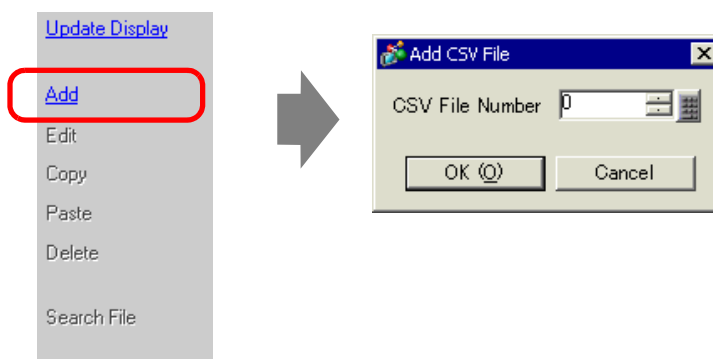 Update Display
Add
Edit
Copy
Paste
Delete
Search File
Add CSV File
CSV File Number 0
OK (O) Cancel